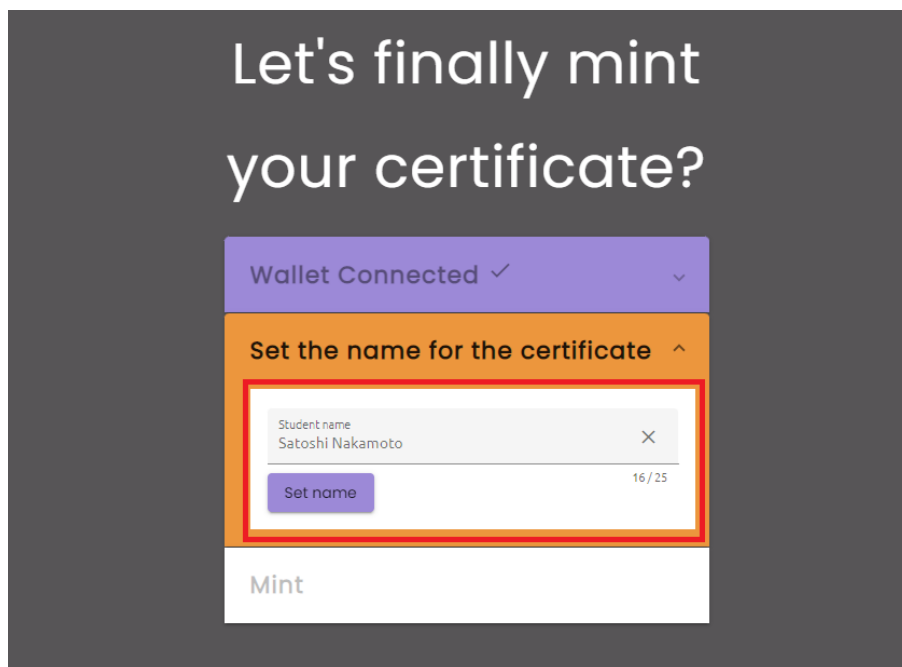 Let's finally mint
your certificate?
Wallet Connected ✓
Set the name for the certificate
Student name
Satoshi Nakamoto
16 / 25
Set name
Mint